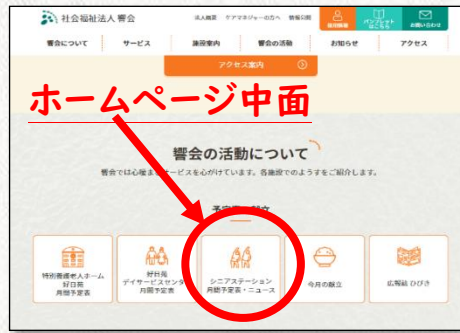 社会福祉法人 響会
法人概要 ケアマネジャーの方へ 情報公開
採用情報
パンフレット
はこちら
お問い合わせ
響会について サービス 施設案内 響会の活動 お知らせ アクセス
アクセス案内
ホームページ中面
響会の活動について
響会では心暖まるサービスを心がけています。各施設でのようすをご紹介します。
特別養護老人ホーム
好日苑
月間予定表
好日苑
デイサービスセンタ
月間予定表
シニアステーション
月間予定表・ニュース
今月の献立
広報紙 ひびき